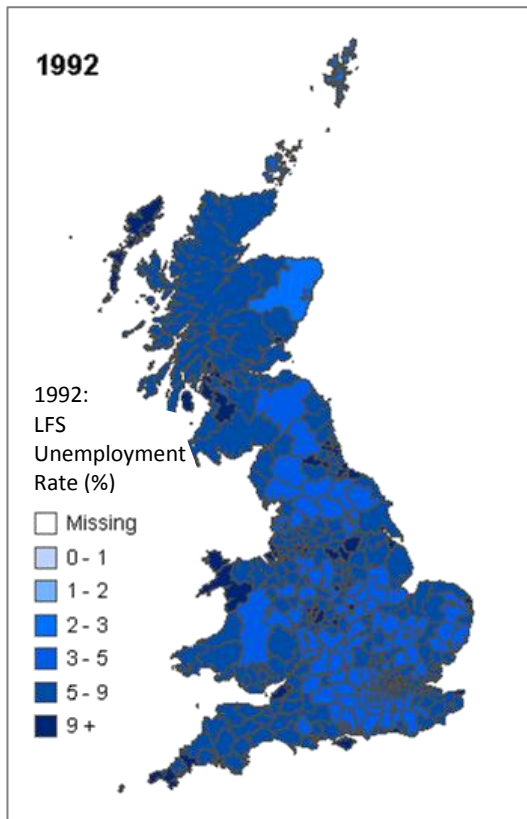 1992
1992:
LFS
Unemployment
Rate (%)
Missing
0 - 1
1 - 2
2 - 3
3 - 5
5 - 9
9 +